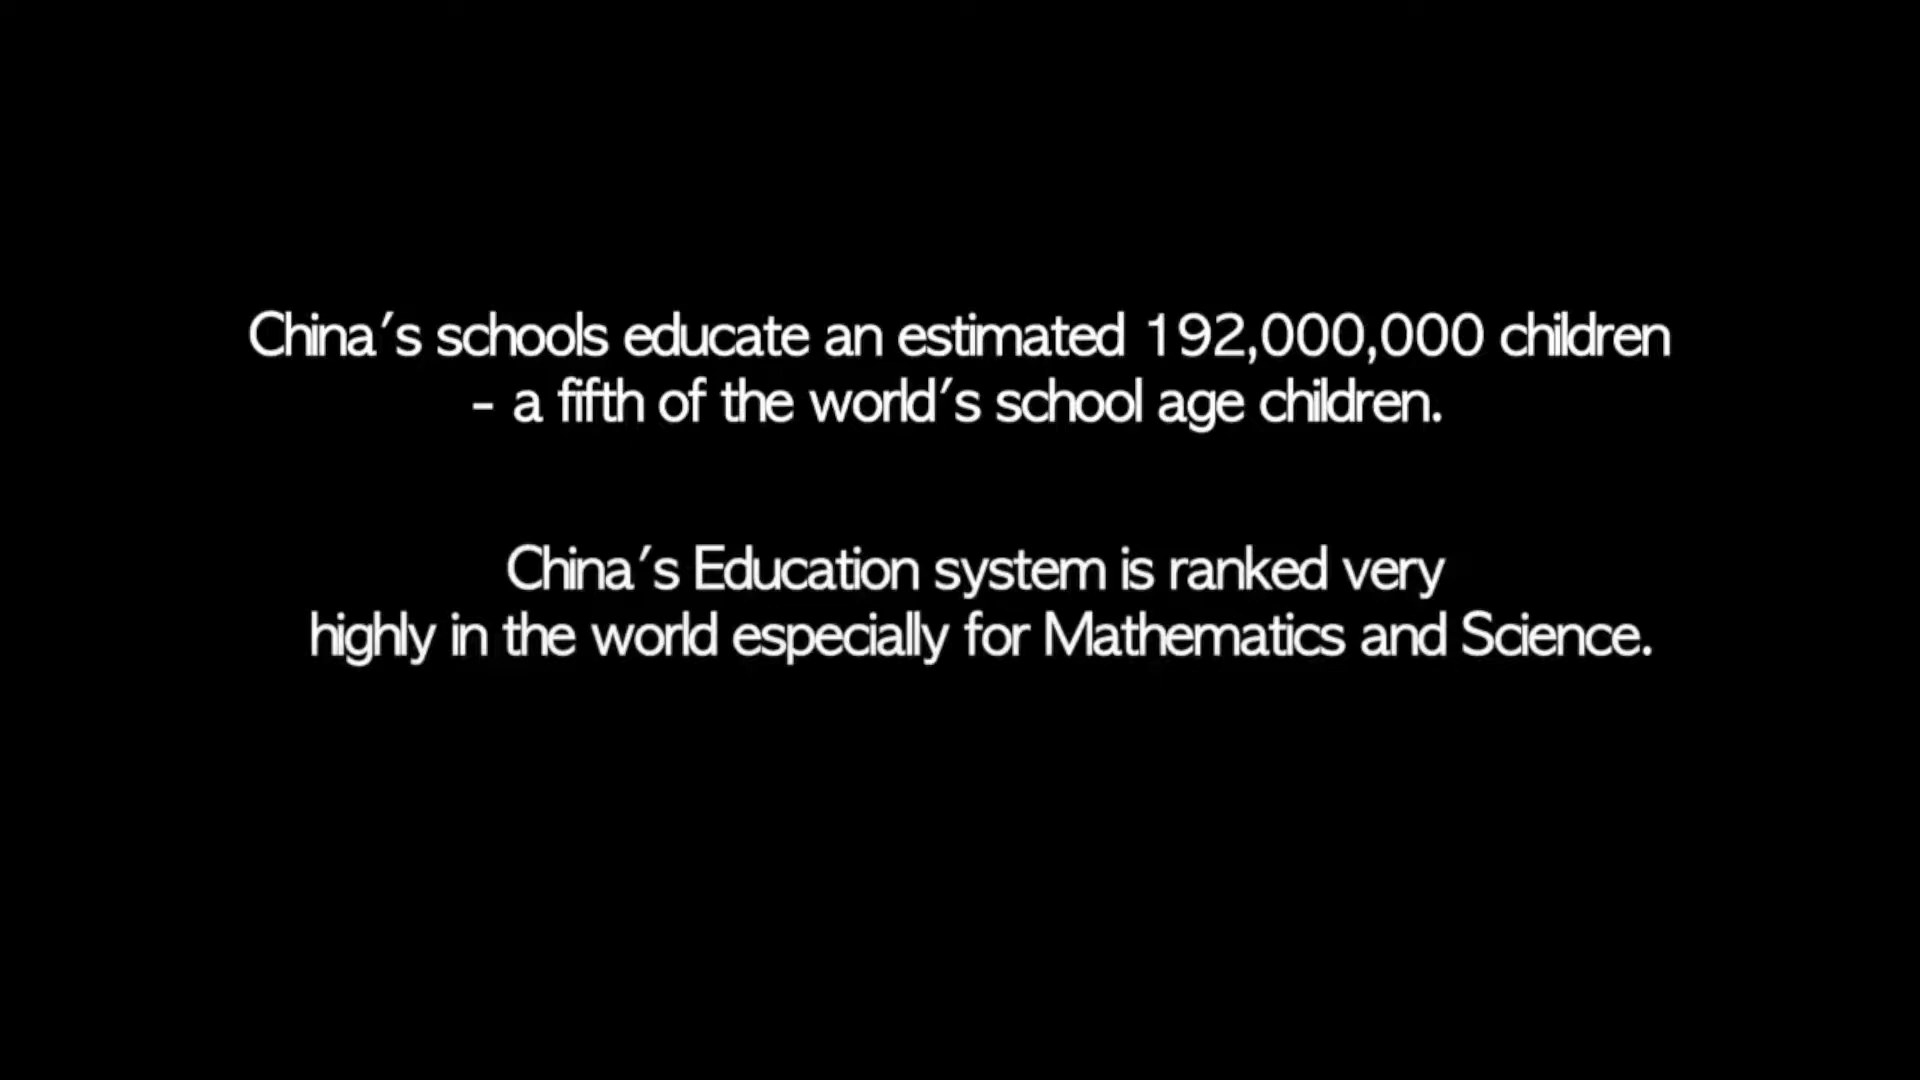 China's schools educate an estimated 192,000,000 children
- a fifth of the world's school age children.
China's Education system is ranked very
highly in the world especially for Mathematics and Science.